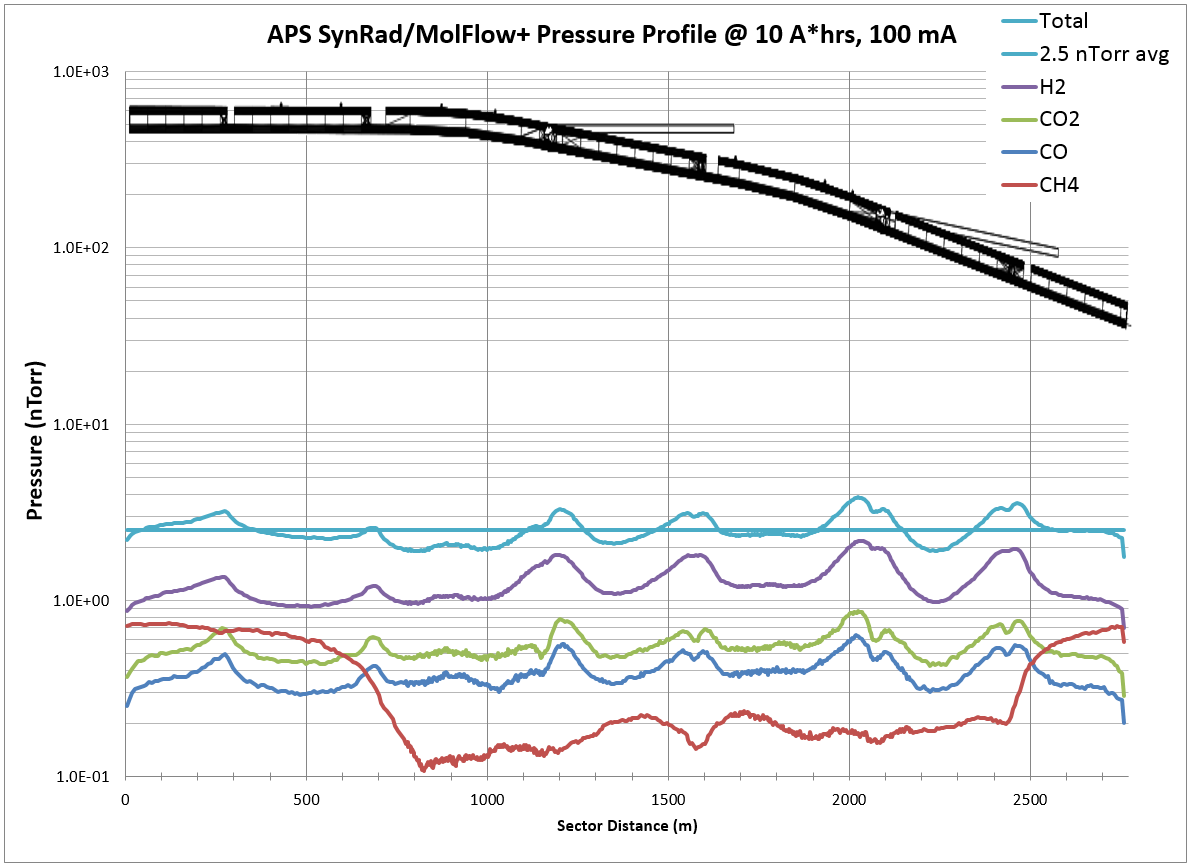 APS SynRad/MolFlow+ Pressure Profile @ 10 A*hrs, 100 mA
Total
2.5 nTorr avg
H2
CO2
CO
CH4
1.0E+03
1.0E+02
1.0E+01
1.0E+00
1.0E-01
Pressure (nTorr)
0 500 1000 1500 2000 2500
Sector Distance (m)